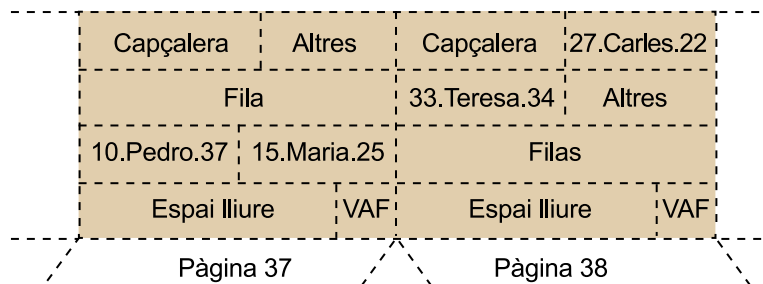 Capçalera Altres Capçalera 27.Carles.22
Fila 33.Teresa.34 Altres
10.Pedro.37 15.Maria.25 Filas
Espai lliure VAF Espai lliure VAF
Pàgina 37 Pàgina 38